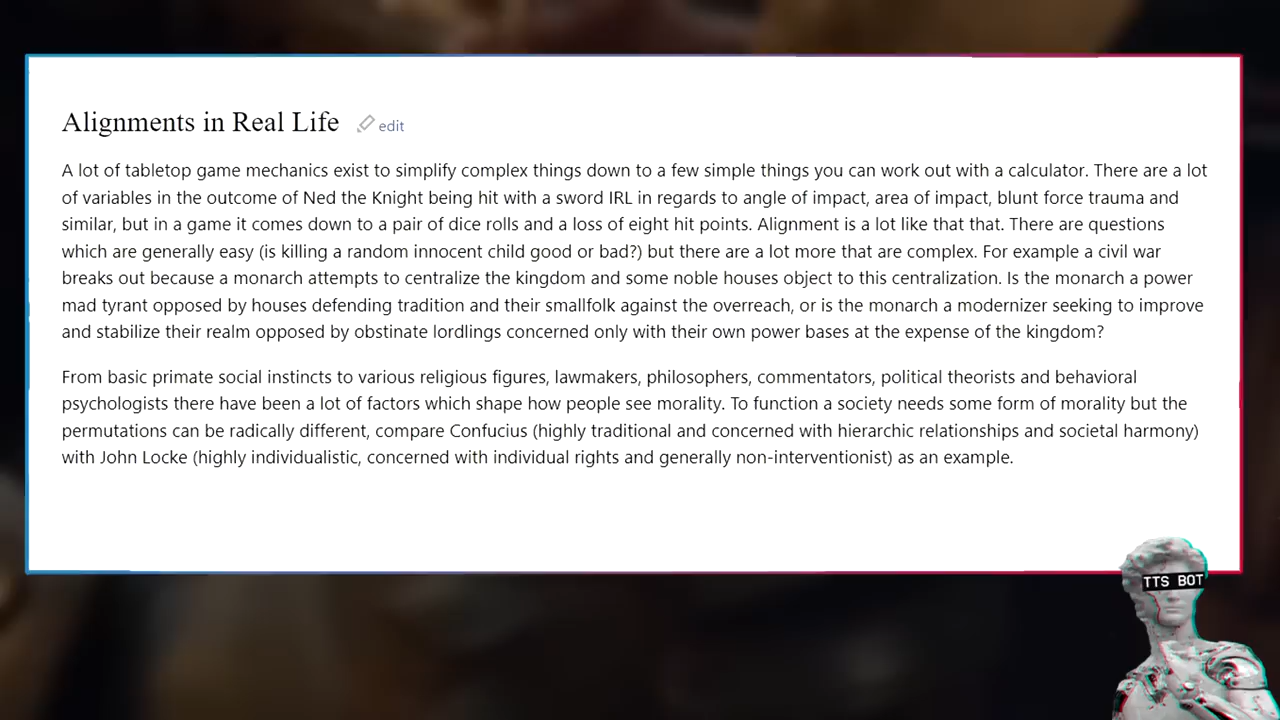 Alignments in Real Life edit
A lot of tabletop game mechanics exist to simplify complex things down to a few simple things you can work out with a calculator. There are a lot
of variables in the outcome of Ned the Knight being hit with a sword IRL in regards to angle of impact, area of impact, blunt force trauma and
similar, but in a game it comes down to a pair of dice rolls and a loss of eight hit points. Alignment is a lot like that that. There are questions
which are generally easy (is killing a random innocent child good or bad?) but there are a lot more that are complex. For example a civil war
breaks out because a monarch attempts to centralize the kingdom and some noble houses object to this centralization. Is the monarch a power
mad tyrant opposed by houses defending tradition and their smallfolk against the overreach, or is the monarch a modernizer seeking to improve
and stabilize their realm opposed by obstinate lordlings concerned only with their own power bases at the expense of the kingdom?
From basic primate social instincts to various religious figures, lawmakers, philosophers, commentators, political theorists and behavioral
psychologists there have been a lot of factors which shape how people see morality. To function a society needs some form of morality but the
permutations can be radically different, compare Confucius (highly traditional and concerned with hierarchic relationships and societal harmony)
with John Locke (highly individualistic, concerned with individual rights and generally non-interventionist) as an example.
TTS BOT